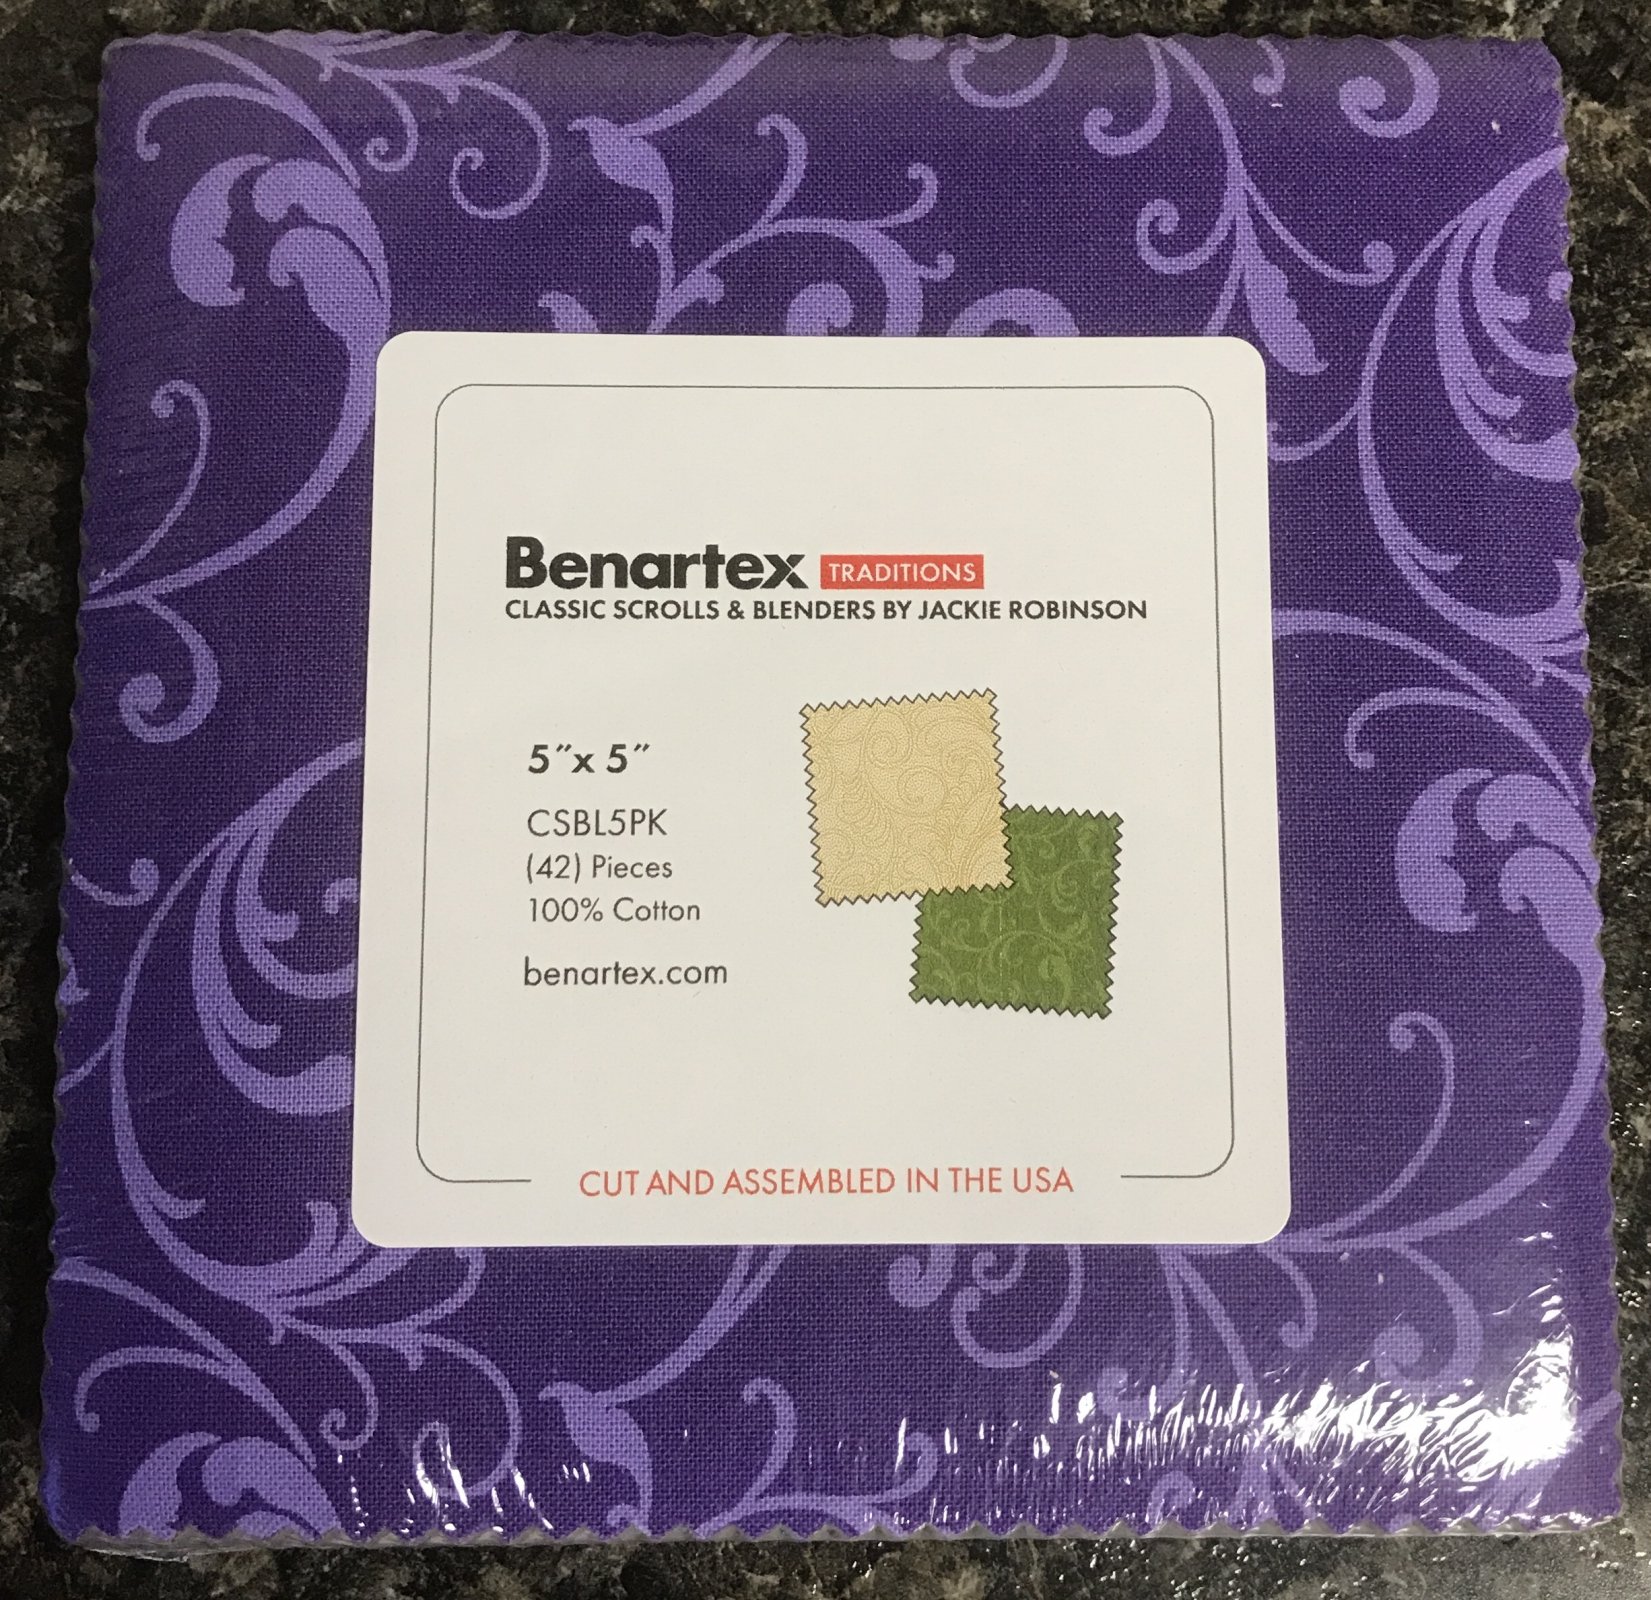 Benartex TRADITIONS
CLASSIC SCROLLS & BLENDERS BY JACKIE ROBINSON
5"x 5"
CSBL5PK
(42) Pieces
100% Cotton
benartex.com
CUT AND ASSEMBLED IN THE USA